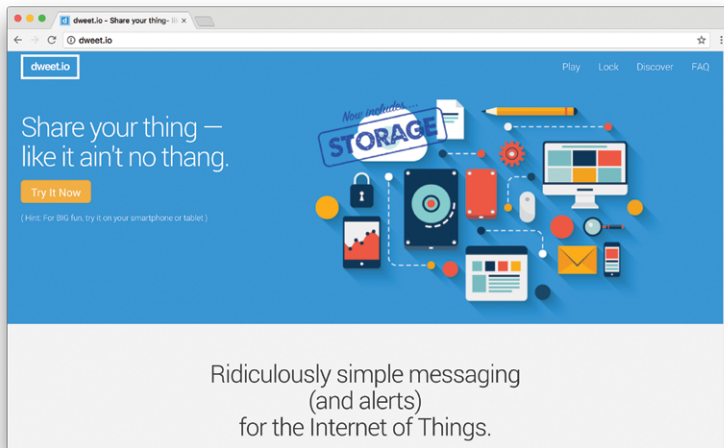 dweet.io - Share your thing- li
dweet.io
dweet.io
Play Lock Discover FAQ
Now includes....
STORAGE
Share your thing —
like it ain't no thang.
Try It Now
( Hint: For BIG fun, try it on your smartphone or tablet )
Ridiculously simple messaging
(and alerts)
for the Internet of Things.